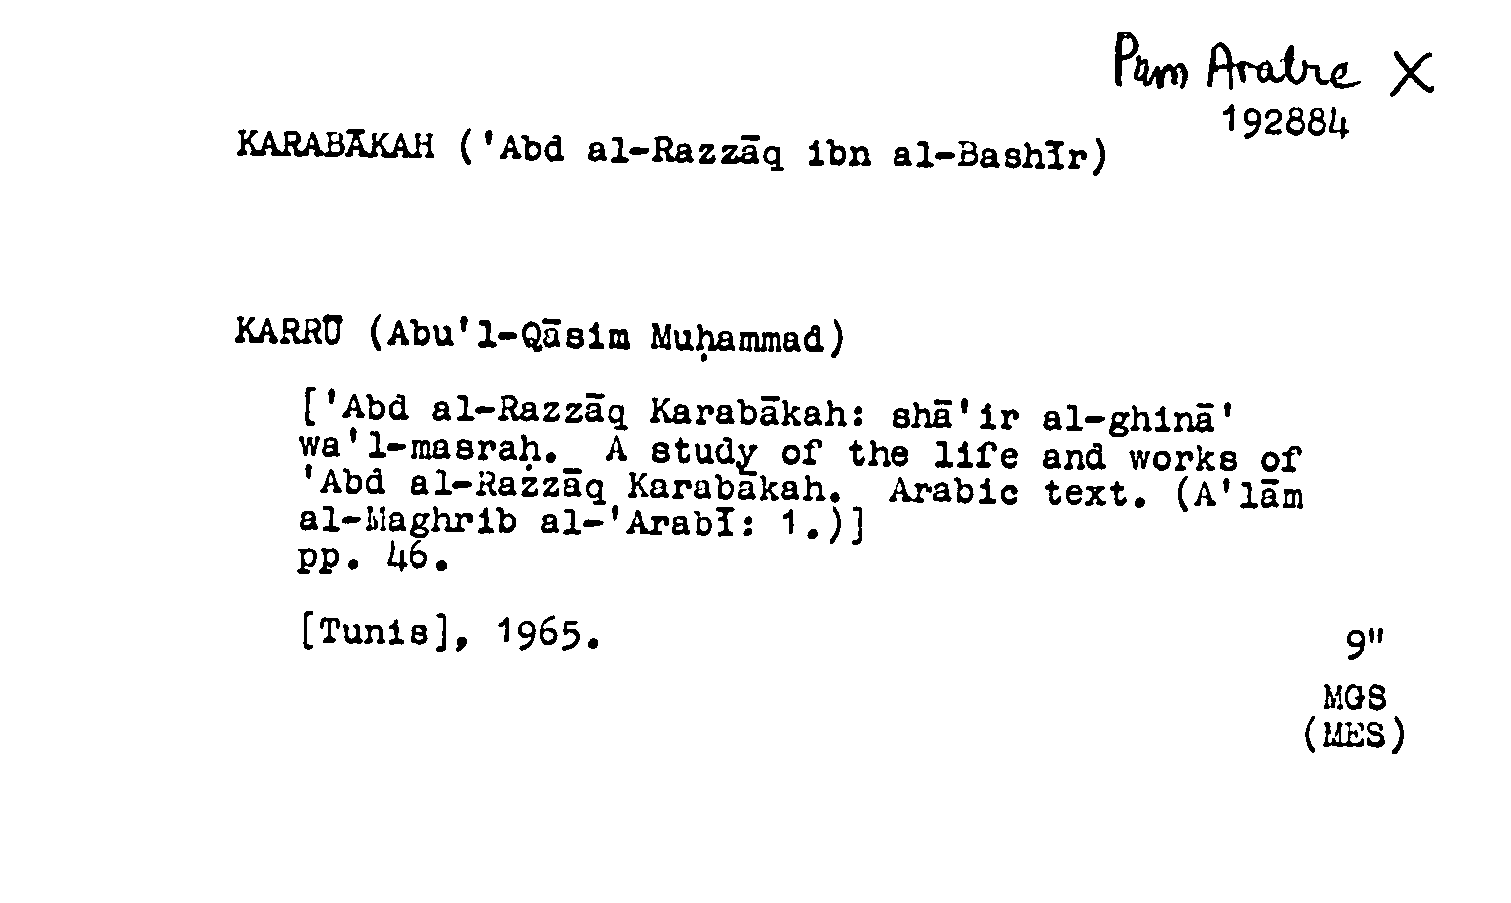 Pam Arabic X
192884
KARABĀKAH ('Abd al-Razzāq ibn al-Bashīr)
KARRŪ (Abu'l-Qāsim Muḥammad)
['Abd al-Razzāq Karabākah: shā'ir al-ghinā'
wa'l-masraḥ. A study of the life and works of
'Abd al-Razzāq Karabākah. Arabic text. (A'lām
al-Maghrib al-'Arabī: 1.)]
pp. 46.
[Tunis], 1965.
9"
MGS
(MES)